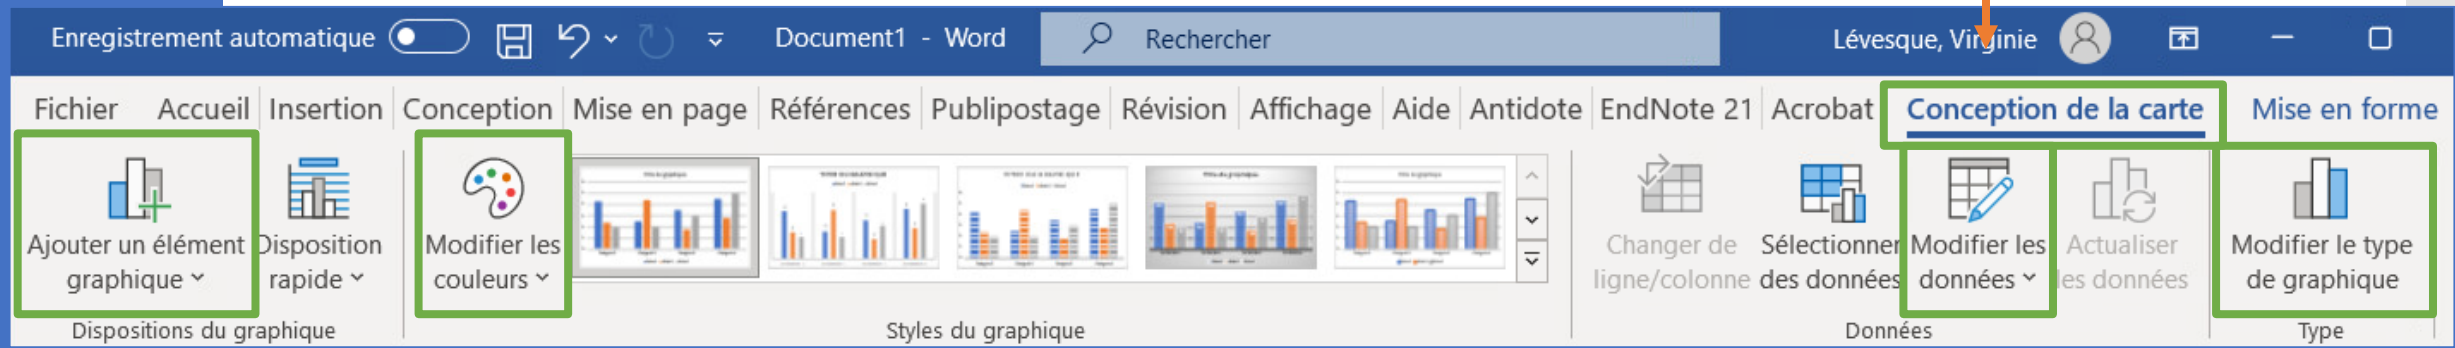 Enregistrement automatique Document1 - Word Rechercher Lévesque, Virginie
Fichier Accueil Insertion Conception Mise en page Références Publipostage Révision Affichage Aide Antidote EndNote 21 Acrobat Conception de la carte Mise en forme
Ajouter un élément Disposition Modifier les Changer de Sélectionner Modifier les Actualiser Modifier le type
graphique rapide couleurs ligne/colonne des données données les données de graphique
Dispositions du graphique Styles du graphique Données Type